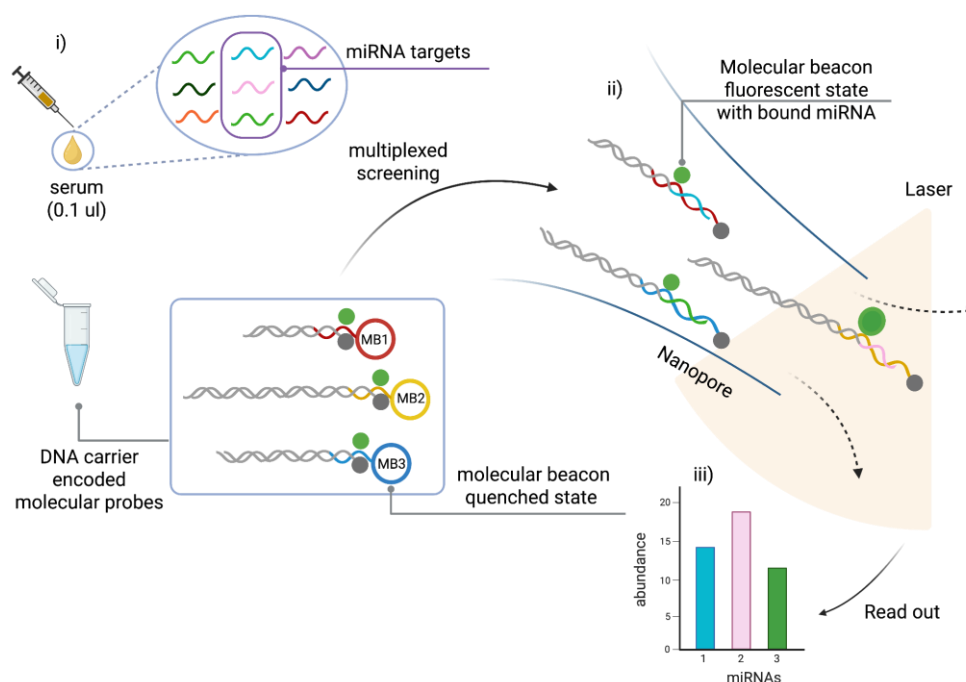 i)
miRNA targets
serum
(0.1 ul)
multiplexed
screening
ii)
Molecular beacon
fluorescent state
with bound miRNA
Laser
Nanopore
MB1
MB2
MB3
DNA carrier
encoded
molecular probes
molecular beacon
quenched state
iii)
20
15
10
5
0
abundance
1 2 3
miRNAs
Read out